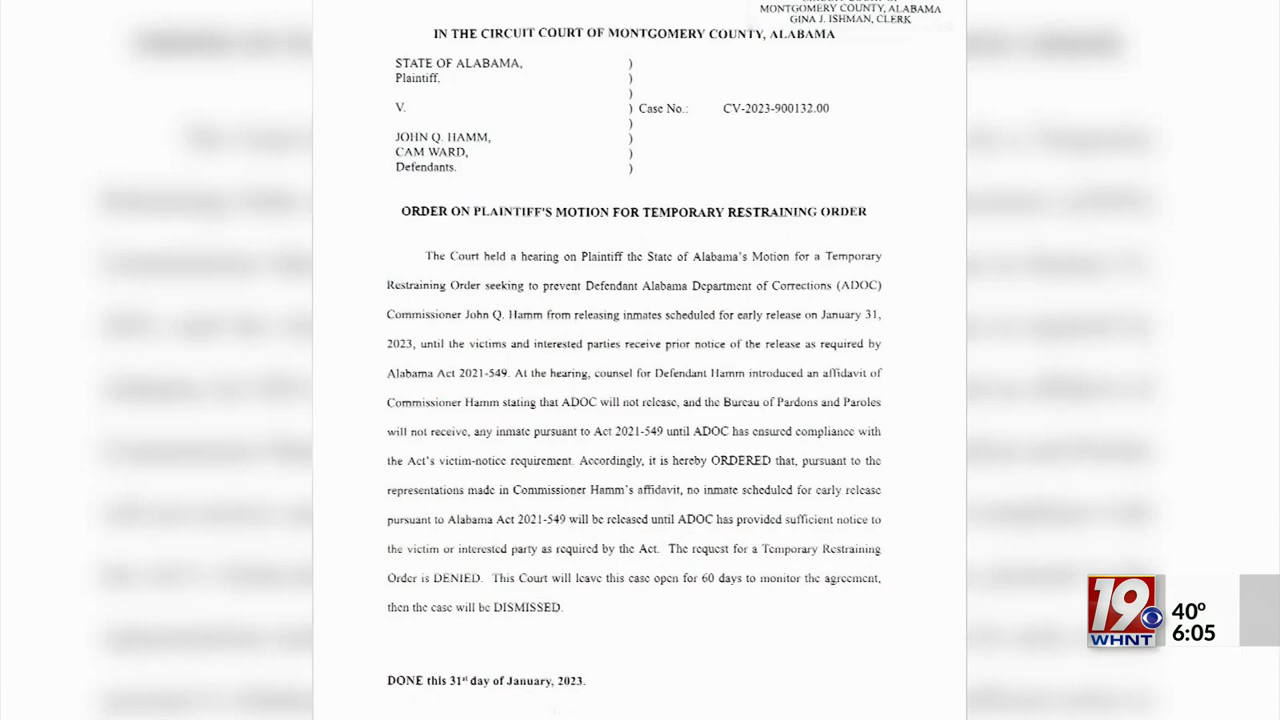 MONTGOMERY COUNTY, ALABAMA
GINA J. ISHMAN, CLERK
IN THE CIRCUIT COURT OF MONTGOMERY COUNTY, ALABAMA
STATE OF ALABAMA, )
Plaintiff. )
)
V. ) Case No.: CV-2023-900132.00
)
JOHN Q. HAMM, )
CAM WARD, )
Defendants. )
ORDER ON PLAINTIFF'S MOTION FOR TEMPORARY RESTRAINING ORDER
The Court held a hearing on Plaintiff the State of Alabama's Motion for a Temporary
Restraining Order seeking to prevent Defendant Alabama Department of Corrections (ADOC)
Commissioner John Q. Hamm from releasing inmates scheduled for early release on January 31,
2023, until the victims and interested parties receive prior notice of the release as required by
Alabama Act 2021-549. At the hearing, counsel for Defendant Hamm introduced an affidavit of
Commissioner Hamm stating that ADOC will not release, and the Bureau of Pardons and Paroles
will not receive, any inmate pursuant to Act 2021-549 until ADOC has ensured compliance with
the Act's victim-notice requirement. Accordingly, it is hereby ORDERED that, pursuant to the
representations made in Commissioner Hamm's affidavit, no inmate scheduled for early release
pursuant to Alabama Act 2021-549 will be released until ADOC has provided sufficient notice to
the victim or interested party as required by the Act. The request for a Temporary Restraining
Order is DENIED. This Court will leave this case open for 60 days to monitor the agreement,
then the case will be DISMISSED.
DONE this 31st day of January, 2023.
19
WHNT
40°
6:05